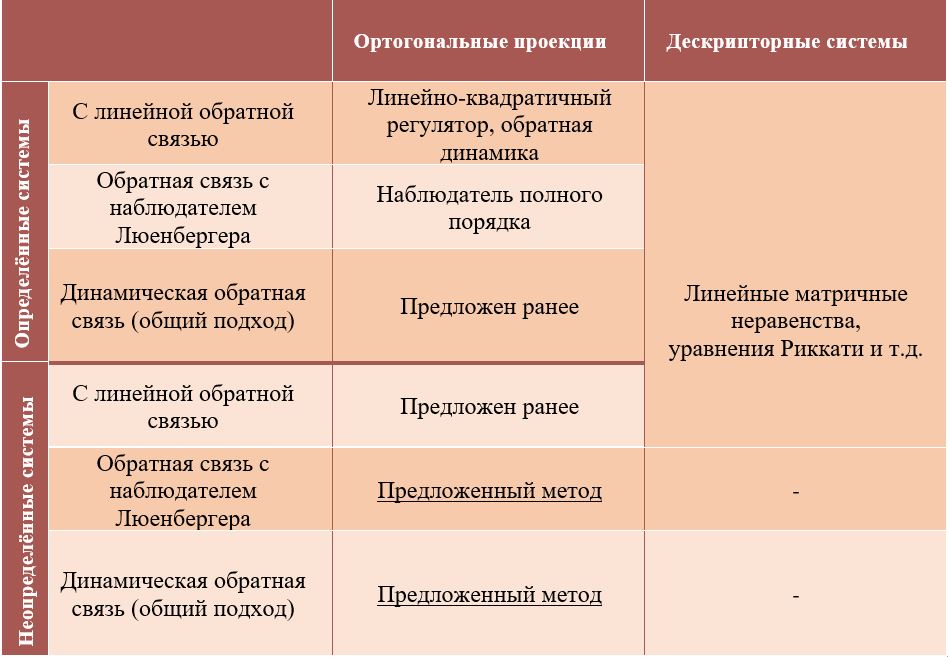 Ортогональные проекции
Дескрипторные системы
Определённые системы
С линейной обратной
связью
Линейно-квадратичный
регулятор, обратная
динамика
Линейные матричные
неравенства,
уравнения Риккати и т.д.
Обратная связь с
наблюдателем
Люенбергера
Наблюдатель полного
порядка
Динамическая обратная
связь (общий подход)
Предложен ранее
Неопределённые системы
С линейной обратной
связью
Предложен ранее
Обратная связь с
наблюдателем
Люенбергера
Предложенный метод
-
Динамическая обратная
связь (общий подход)
Предложенный метод
-